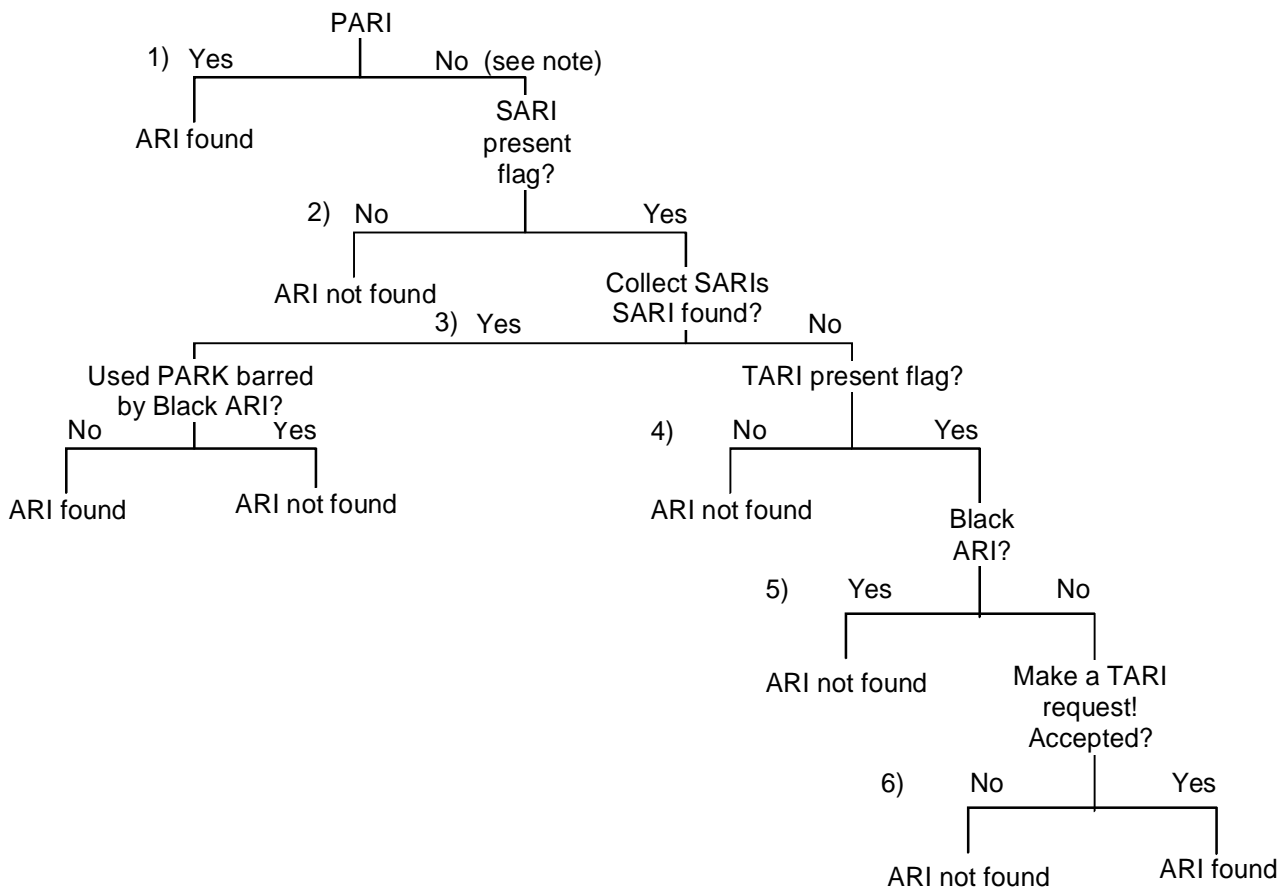 PARI
1) Yes No (see note)
ARI found
SARI
present
flag?
2) No Yes
ARI not found
Collect SARIs
SARI found?
3) Yes No
Used PARK barred
by Black ARI?
TARI present flag?
No Yes
4) No Yes
ARI found
ARI not found
ARI not found
Black
ARI?
5) Yes No
ARI not found
Make a TARI
request!
Accepted?
6) No Yes
ARI not found
ARI found